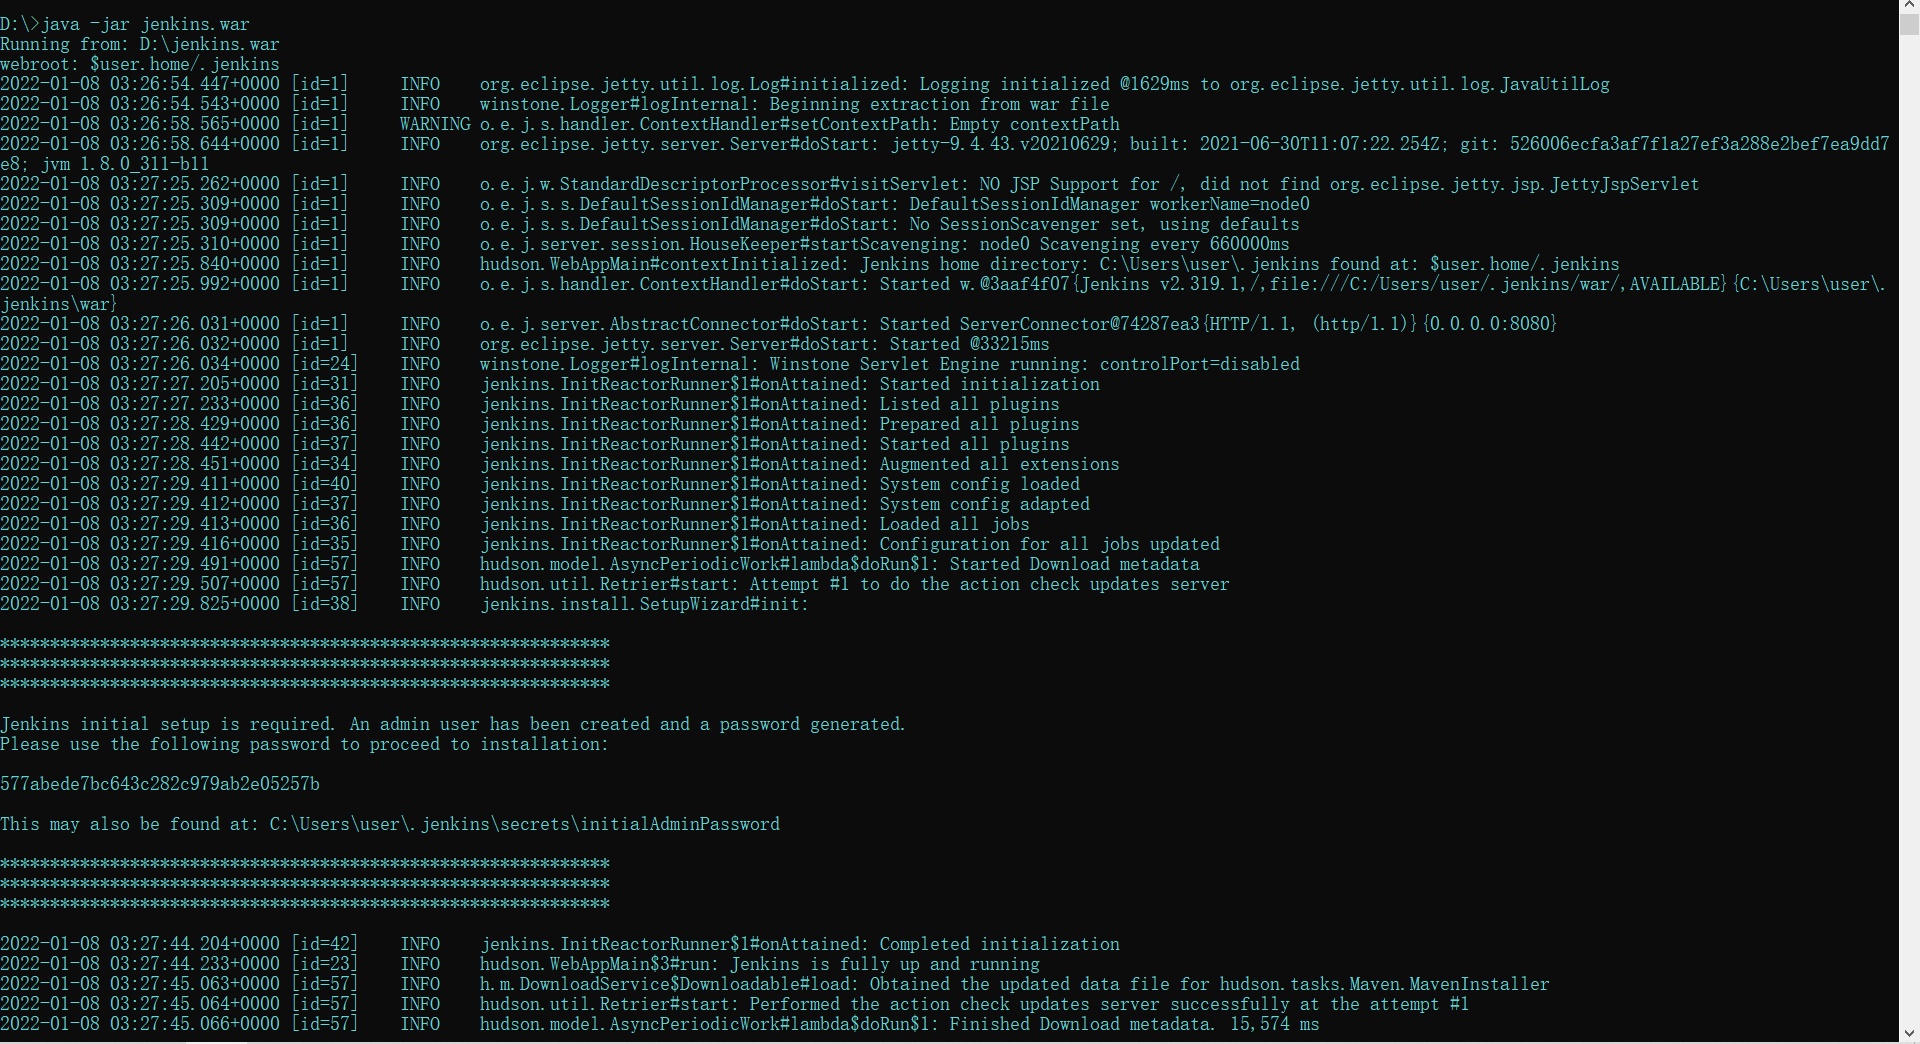 D:\>java -jar jenkins.war
Running from: D:\jenkins.war
webroot: $user.home/.jenkins
2022-01-08 03:26:54.447+0000 [id=1] INFO org.eclipse.jetty.util.log.Log#initialized: Logging initialized @1629ms to org.eclipse.jetty.util.log.JavaUtilLog
2022-01-08 03:26:54.543+0000 [id=1] INFO winstone.Logger#logInternal: Beginning extraction from war file
2022-01-08 03:26:58.565+0000 [id=1] WARNING o.e.j.s.handler.ContextHandler#setContextPath: Empty contextPath
2022-01-08 03:26:58.644+0000 [id=1] INFO org.eclipse.jetty.server.Server#doStart: jetty-9.4.43.v20210629; built: 2021-06-30T11:07:22.254Z; git: 526006ecfa3af7f1a27ef3a288e2bef7ea9dd7
e8; jvm 1.8.0_311-b11
2022-01-08 03:27:25.262+0000 [id=1] INFO o.e.j.w.StandardDescriptorProcessor#visitServlet: NO JSP Support for /, did not find org.eclipse.jetty.jsp.JettyJspServlet
2022-01-08 03:27:25.309+0000 [id=1] INFO o.e.j.s.s.DefaultSessionIdManager#doStart: DefaultSessionIdManager workerName=node0
2022-01-08 03:27:25.309+0000 [id=1] INFO o.e.j.s.s.DefaultSessionIdManager#doStart: No SessionScavenger set, using defaults
2022-01-08 03:27:25.310+0000 [id=1] INFO o.e.j.server.session.HouseKeeper#startScavenging: node0 Scavenging every 660000ms
2022-01-08 03:27:25.840+0000 [id=1] INFO hudson.WebAppMain#contextInitialized: Jenkins home directory: C:\Users\user\.jenkins found at: $user.home/.jenkins
2022-01-08 03:27:25.992+0000 [id=1] INFO o.e.j.s.handler.ContextHandler#doStart: Started w.@3aaf4f07{Jenkins v2.319.1,/,file:///C:/Users/user/.jenkins/war/,AVAILABLE}{C:\Users\user\.
jenkins\war}
2022-01-08 03:27:26.031+0000 [id=1] INFO o.e.j.server.AbstractConnector#doStart: Started ServerConnector@74287ea3{HTTP/1.1, (http/1.1)}{0.0.0.0:8080}
2022-01-08 03:27:26.032+0000 [id=1] INFO org.eclipse.jetty.server.Server#doStart: Started @33215ms
2022-01-08 03:27:26.034+0000 [id=24] INFO winstone.Logger#logInternal: Winstone Servlet Engine running: controlPort=disabled
2022-01-08 03:27:27.205+0000 [id=31] INFO jenkins.InitReactorRunner$1#onAttained: Started initialization
2022-01-08 03:27:27.233+0000 [id=36] INFO jenkins.InitReactorRunner$1#onAttained: Listed all plugins
2022-01-08 03:27:28.429+0000 [id=36] INFO jenkins.InitReactorRunner$1#onAttained: Prepared all plugins
2022-01-08 03:27:28.442+0000 [id=37] INFO jenkins.InitReactorRunner$1#onAttained: Started all plugins
2022-01-08 03:27:28.451+0000 [id=34] INFO jenkins.InitReactorRunner$1#onAttained: Augmented all extensions
2022-01-08 03:27:29.411+0000 [id=40] INFO jenkins.InitReactorRunner$1#onAttained: System config loaded
2022-01-08 03:27:29.412+0000 [id=37] INFO jenkins.InitReactorRunner$1#onAttained: System config adapted
2022-01-08 03:27:29.413+0000 [id=36] INFO jenkins.InitReactorRunner$1#onAttained: Loaded all jobs
2022-01-08 03:27:29.416+0000 [id=35] INFO jenkins.InitReactorRunner$1#onAttained: Configuration for all jobs updated
2022-01-08 03:27:29.491+0000 [id=57] INFO hudson.model.AsyncPeriodicWork#lambda$doRun$1: Started Download metadata
2022-01-08 03:27:29.507+0000 [id=57] INFO hudson.util.Retrier#start: Attempt #1 to do the action check updates server
2022-01-08 03:27:29.825+0000 [id=38] INFO jenkins.install.SetupWizard#init:
*************************************************************
*************************************************************
*************************************************************
Jenkins initial setup is required. An admin user has been created and a password generated.
Please use the following password to proceed to installation:
577abede7bc643c282c979ab2e05257b
This may also be found at: C:\Users\user\.jenkins\secrets\initialAdminPassword
*************************************************************
*************************************************************
*************************************************************
2022-01-08 03:27:44.204+0000 [id=42] INFO jenkins.InitReactorRunner$1#onAttained: Completed initialization
2022-01-08 03:27:44.233+0000 [id=23] INFO hudson.WebAppMain$3#run: Jenkins is fully up and running
2022-01-08 03:27:45.063+0000 [id=57] INFO h.m.DownloadService$Downloadable#load: Obtained the updated data file for hudson.tasks.Maven.MavenInstaller
2022-01-08 03:27:45.064+0000 [id=57] INFO hudson.util.Retrier#start: Performed the action check updates server successfully at the attempt #1
2022-01-08 03:27:45.066+0000 [id=57] INFO hudson.model.AsyncPeriodicWork#lambda$doRun$1: Finished Download metadata. 15,574 ms